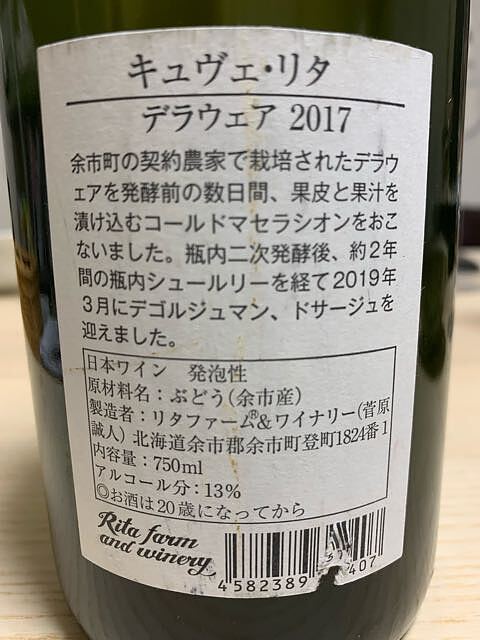 キュヴェ・リタ
デラウェア 2017
余市町の契約農家で栽培されたデラウ
ェアを発酵前の数日間、果皮と果汁を
漬け込むコールドマセラシオンをおこ
ないました。瓶内二次発酵後、約2年
間の瓶内シュールリーを経て2019年
3月にデゴルジュマン、ドサージュを
迎えました。
日本ワイン 発泡性
原材料名：ぶどう(余市産)
製造者：リタファーム®&ワイナリー(菅原
誠人) 北海道余市郡余市町登町1824番1
内容量：750ml
アルコール分：13%
◎お酒は20歳になってから
Rita farm
and winery
4 582389 407